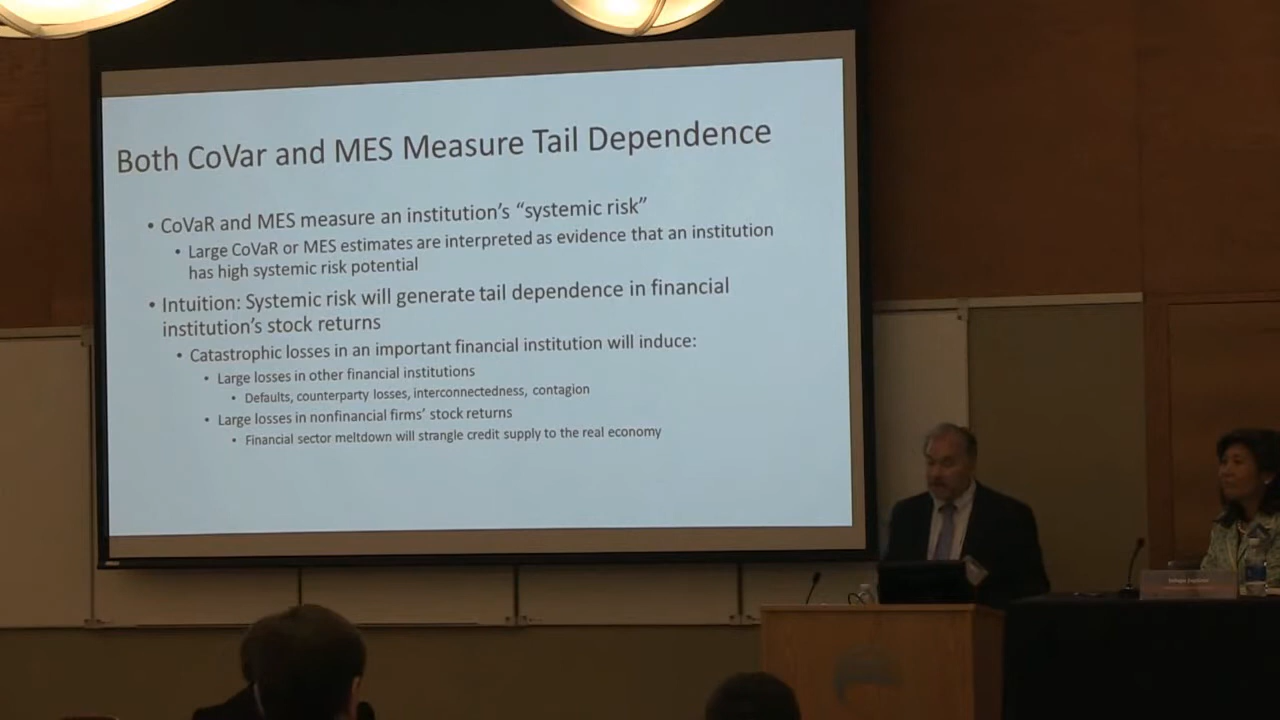 Both CoVar and MES Measure Tail Dependence
• CoVaR and MES measure an institution's “systemic risk”
• Large CoVaR or MES estimates are interpreted as evidence that an institution
has high systemic risk potential
• Intuition: Systemic risk will generate tail dependence in financial
institution's stock returns
• Catastrophic losses in an important financial institution will induce:
• Large losses in other financial institutions
• Defaults, counterparty losses, interconnectedness, contagion
• Large losses in nonfinancial firms' stock returns
• Financial sector meltdown will strangle credit supply to the real economy